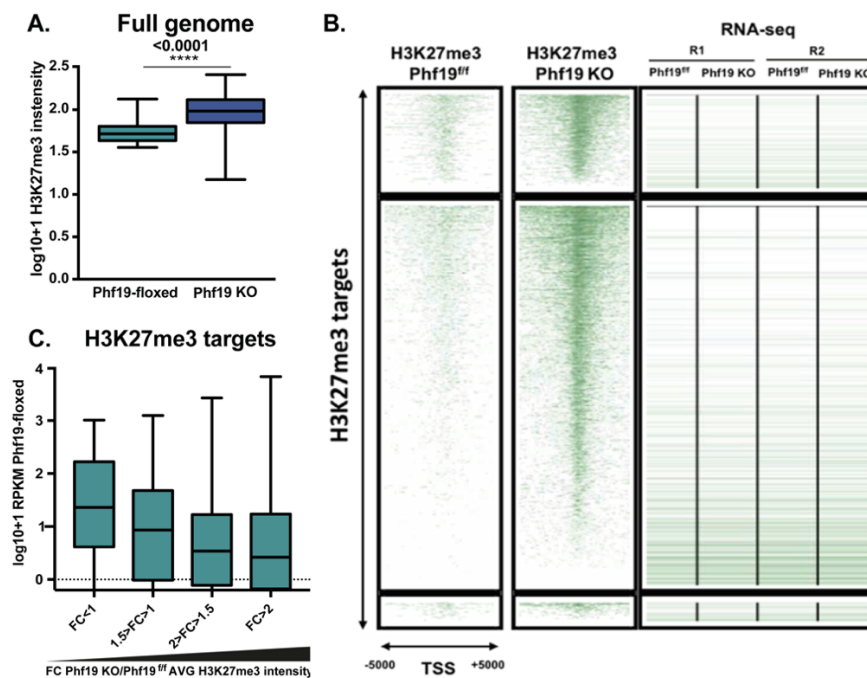 A.
Full genome
<0.0001
****
log10+1 H3K27me3 instensity
2.5
2.0
1.5
1.0
0.5
0.0
Phf19-floxed
Phf19 KO
B.
H3K27me3
Phf19f/f
H3K27me3
Phf19 KO
RNA-seq
R1
R2
Phf19f/f
Phf19 KO
Phf19f/f
Phf19 KO
H3K27me3 targets
-5000
TSS
+5000
C.
H3K27me3 targets
log10+1 RPKM Phf19-floxed
4
3
2
1
0
FC<1
1.5>FC>1
2>FC>1.5
FC>2
FC Phf19 KO/Phf19 f/f AVG H3K27me3 intensity